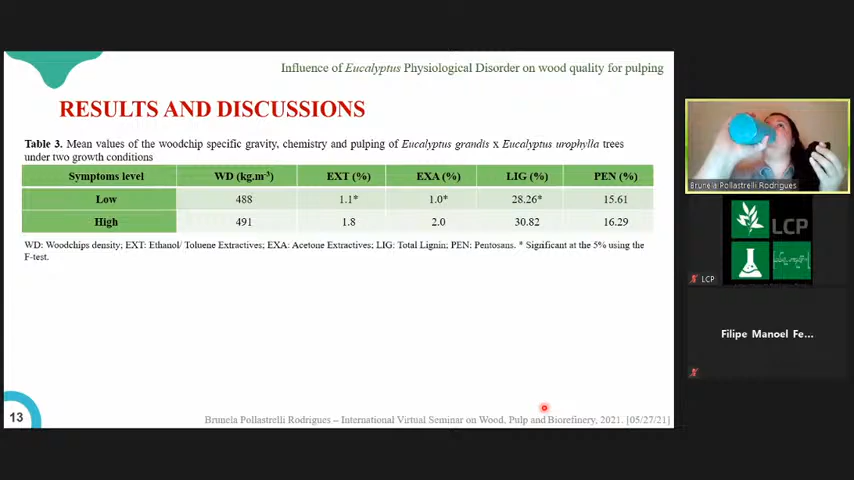 Influence of Eucalyptus Physiological Disorder on wood quality for pulping
RESULTS AND DISCUSSIONS
Table 3. Mean values of the woodchip specific gravity, chemistry and pulping of Eucalyptus grandis x Eucalyptus urophylla trees
under two growth conditions
Symptoms level WD (kg.m-³) EXT (%) EXA (%) LIG (%) PEN (%)
Low 488 1.1* 1.0* 28.26* 15.61
High 491 1.8 2.0 30.82 16.29
WD: Woodchips density; EXT: Ethanol/ Toluene Extractives; EXA: Acetone Extractives; LIG: Total Lignin; PEN: Pentosans. * Significant at the 5% using the
F-test.
13
Brunela Pollastrelli Rodrigues – International Virtual Seminar on Wood, Pulp and Biorefinery, 2021. [05/27/21]
Brunela Pollastrelli Rodrigues
LCP
LCP
Filipe Manoel Fe...